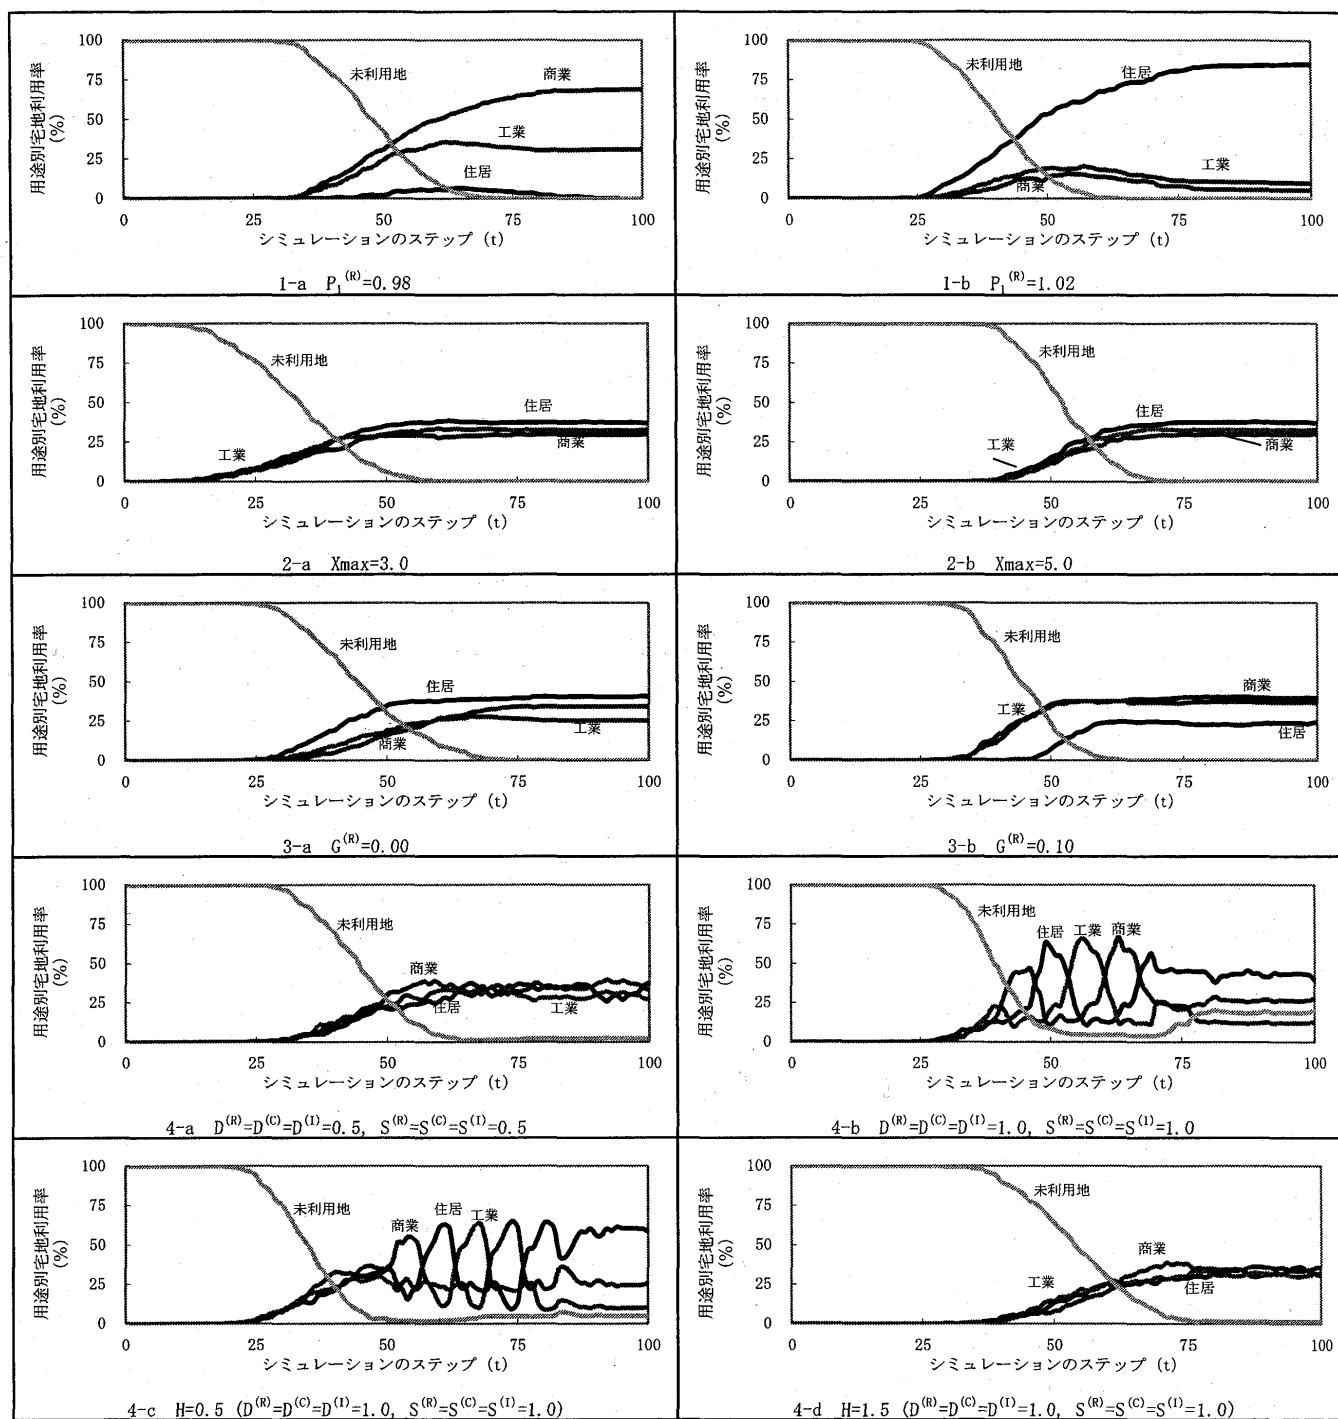 用途別宅地利用率
(%)
100
75
50
25
0
未利用地
商業
工業
住居
0
25
50
75
100
シミュレーションのステップ (t)
1-a P₁⁽ᴿ⁾=0.98
用途別宅地利用率
(%)
100
75
50
25
0
未利用地
住居
工業
商業
0
25
50
75
100
シミュレーションのステップ (t)
1-b P₁⁽ᴿ⁾=1.02
用途別宅地利用率
(%)
100
75
50
25
0
未利用地
住居
工業
商業
0
25
50
75
100
シミュレーションのステップ (t)
2-a Xmax=3.0
用途別宅地利用率
(%)
100
75
50
25
0
未利用地
住居
工業
商業
0
25
50
75
100
シミュレーションのステップ (t)
2-b Xmax=5.0
用途別宅地利用率
(%)
100
75
50
25
0
未利用地
住居
商業
工業
0
25
50
75
100
シミュレーションのステップ (t)
3-a G⁽ᴿ⁾=0.00
用途別宅地利用率
(%)
100
75
50
25
0
未利用地
商業
工業
住居
0
25
50
75
100
シミュレーションのステップ (t)
3-b G⁽ᴿ⁾=0.10
用途別宅地利用率
(%)
100
75
50
25
0
未利用地
商業
住居
工業
0
25
50
75
100
シミュレーションのステップ (t)
4-a D⁽ᴿ⁾=D⁽ᶜ⁾=D⁽ᴵ⁾=0.5, S⁽ᴿ⁾=S⁽ᶜ⁾=S⁽ᴵ⁾=0.5
用途別宅地利用率
(%)
100
75
50
25
0
未利用地
住居
工業
商業
0
25
50
75
100
シミュレーションのステップ (t)
4-b D⁽ᴿ⁾=D⁽ᶜ⁾=D⁽ᴵ⁾=1.0, S⁽ᴿ⁾=S⁽ᶜ⁾=S⁽ᴵ⁾=1.0
用途別宅地利用率
(%)
100
75
50
25
0
未利用地
商業
住居
工業
0
25
50
75
100
シミュレーションのステップ (t)
4-c H=0.5 (D⁽ᴿ⁾=D⁽ᶜ⁾=D⁽ᴵ⁾=1.0, S⁽ᴿ⁾=S⁽ᶜ⁾=S⁽ᴵ⁾=1.0)
用途別宅地利用率
(%)
100
75
50
25
0
未利用地
商業
工業
住居
0
25
50
75
100
シミュレーションのステップ (t)
4-d H=1.5 (D⁽ᴿ⁾=D⁽ᶜ⁾=D⁽ᴵ⁾=1.0, S⁽ᴿ⁾=S⁽ᶜ⁾=S⁽ᴵ⁾=1.0)